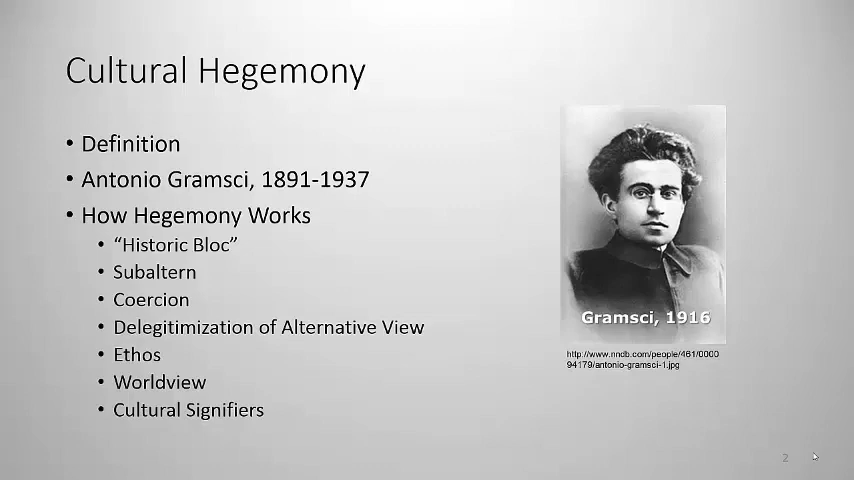 Cultural Hegemony
• Definition
• Antonio Gramsci, 1891-1937
• How Hegemony Works
• “Historic Bloc”
• Subaltern
• Coercion
• Delegitimization of Alternative View
• Ethos
• Worldview
• Cultural Signifiers
Gramsci, 1916
http://www.nndb.com/people/461/0000
94179/antonio-gramsci-1.jpg
2